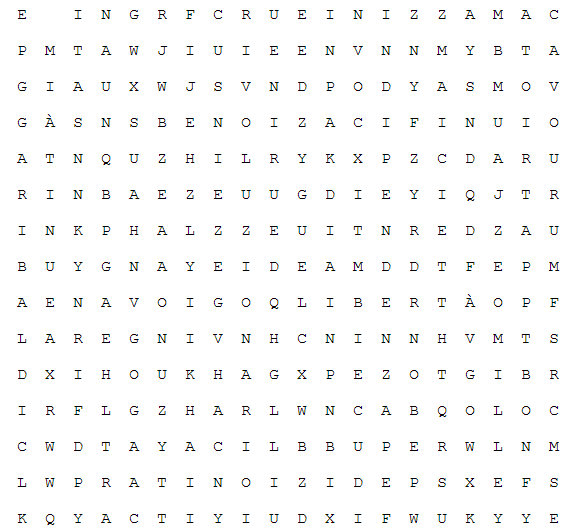 E   I N G R F C R U E I N I Z Z A M A C
P M T A W J I U I E E N V N N M Y B T A
G I A U X W J S V N D P O D Y A S M O V
G À S N S B E N O I Z A C I F I N U I O
A T N Q U Z H I L R Y K X P Z C D A R U
R I N B A E Z E U U G D I E Y I Q J T R
I N K P H A L Z Z E U I T N R E D Z A U
B U Y G N A Y E I D E A M D D T F E P M
A E N A V O I G O Q L I B E R T À O P F
L A R E G N I V N H C N I N N H V M T S
D X I H O U K H A G X P E Z O T G I B R
I R F L G Z H A R L W N C A B Q O L O C
C W D T A Y A C I L B B U P E R W L N M
L W P R A T I N O I Z I D E P S X E F S
K Q Y A C T I Y I U D X I F W U K Y Y E